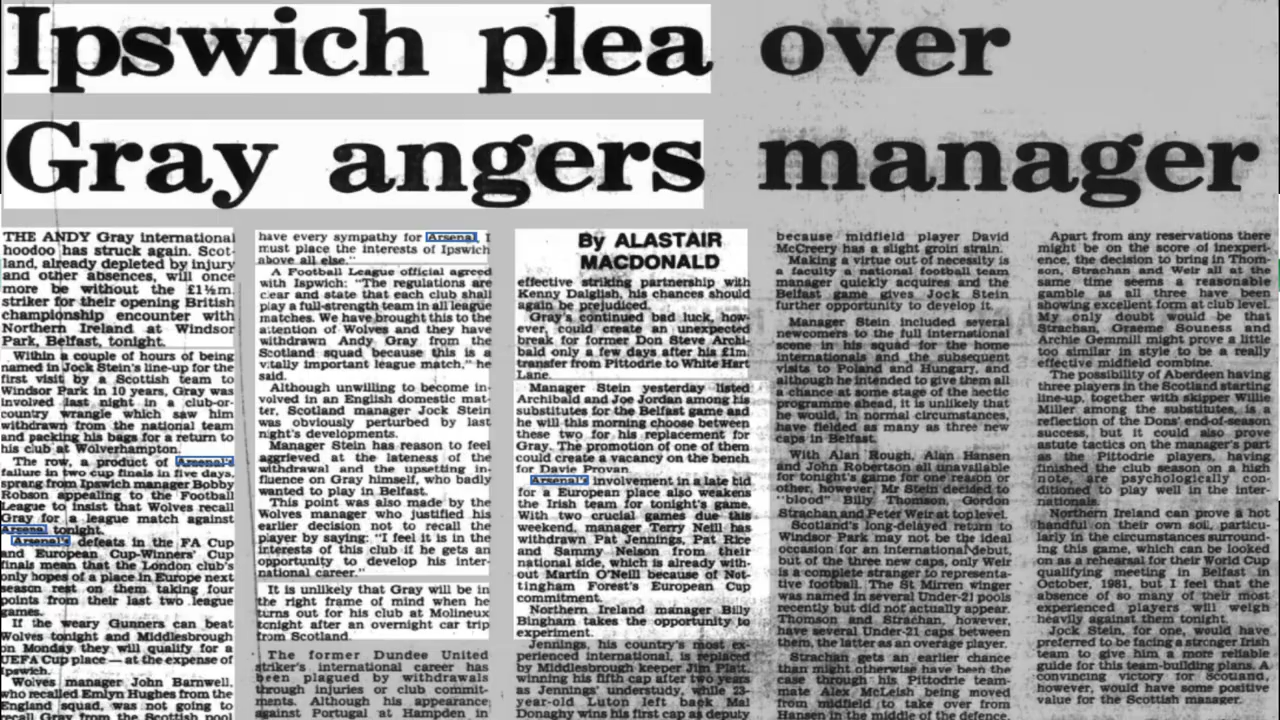 Ipswich plea over
Gray angers manager
THE ANDY Gray international
hoodoo has struck again. Scot-
land, already depleted by injury
and other absences, will once
more be without the £1½m.
striker for their opening British
championship encounter with
Northern Ireland at Windsor
Park, Belfast, tonight.
Within a couple of hours of being
named in Jock Stein's line-up for the
first visit by a Scottish team to
Windsor Park in 10 years, Gray was
involved last night in a club-or-
country wrangle which saw him
withdrawn from the national team
and packing his bags for a return to
his club at Wolverhampton.
The row, a product of Arsenal's
failure in two cup finals in five days,
sprang from Ipswich manager Bobby
Robson appealing to the Football
League to insist that Wolves recall
Gray for a league match against
Arsenal tonight.
Arsenal's defeats in the FA Cup
and European Cup-Winners' Cup
finals mean that the London club's
only hopes of a place in Europe next
season rest on them taking four
points from their last two league
games.
If the weary Gunners can beat
Wolves tonight and Middlesbrough
on Monday they will qualify for a
UEFA Cup place — at the expense of
Ipswich.
Wolves manager John Barnwell,
who recalled Emlyn Hughes from the
England squad, was not going to
recall Gray from the Scottish pool
have every sympathy for Arsenal, I
must place the interests of Ipswich
above all else."
A Football League official agreed
with Ipswich: "The regulations are
clear and state that each club shall
play a full-strength team in all league
matches. We have brought this to the
attention of Wolves and they have
withdrawn Andy Gray from the
Scotland squad because this is a
vitally important league match," he
said.
Although unwilling to become in-
volved in an English domestic mat-
ter, Scotland manager Jock Stein
was obviously perturbed by last
night's developments.
Manager Stein has reason to feel
aggrieved at the lateness of the
withdrawal and the upsetting in-
fluence on Gray himself, who badly
wanted to play in Belfast.
This point was also made by the
Wolves manager who justified his
earlier decision not to recall the
player by saying: "I feel it is in the
interests of this club if he gets an
opportunity to develop his inter-
national career."
It is unlikely that Gray will be in
the right frame of mind when he
turns out for his club at Molineux
tonight after an overnight car trip
from Scotland.
The former Dundee United
striker's international career has
been plagued by withdrawals
through injuries or club commit-
ments. Although his appearance
against Portugal at Hampden in
By ALASTAIR
MACDONALD
effective striking partnership with
Kenny Dalglish, his chances should
again be prejudiced.
Gray's continued bad luck, how-
ever, could create an unexpected
break for former Don Steve Archi-
bald only a few days after his £1m.
transfer from Pittodrie to White Hart
Lane.
Manager Stein yesterday listed
Archibald and Joe Jordan among his
substitutes for the Belfast game and
he will this morning choose between
these two for his replacement for
Gray. The promotion of one of them
could create a vacancy on the bench
for Davie Provan.
Arsenal's involvement in a late bid
for a European place also weakens
the Irish team for tonight's game.
With two crucial games due this
weekend, manager Terry Neill has
withdrawn Pat Jennings, Pat Rice
and Sammy Nelson from their
national side, which is already with-
out Martin O'Neill because of Not-
tingham Forest's European Cup
commitment.
Northern Ireland manager Billy
Bingham takes the opportunity to
experiment.
Jennings, his country's most ex-
perienced international, is replaced
by Middlesbrough keeper Jim Platt,
winning his fifth cap after two years
as Jennings' understudy, while 23-
year-old Luton left back Mal
Donaghy wins his first cap as deputy
because midfield player David
McCreery has a slight groin strain.
Making a virtue out of necessity is
a faculty a national football team
manager quickly acquires and the
Belfast game gives Jock Stein
further opportunity to develop it.
Manager Stein included several
newcomers to the full international
scene in his squad for the home
internationals and the subsequent
visits to Poland and Hungary, and
although he intended to give them all
a chance at some stage of the hectic
programme ahead, it is unlikely that
he would, in normal circumstances,
have fielded as many as three new
caps in Belfast.
With Alan Rough, Alan Hansen
and John Robertson all unavailable
for tonight's game for one reason or
other, however, Mr Stein decided to
"blood" Billy Thomson, Gordon
Strachan and Peter Weir at top level.
Scotland's long-delayed return to
Windsor Park may not be the ideal
occasion for an international debut,
but of the three new caps, only Weir
is a complete stranger to representa-
tive football. The St Mirren winger
was named in several Under-21 pools
recently but did not actually appear.
Thomson and Strachan, however,
have several Under-21 caps between
them, the latter as an overage player.
Strachan gets an earlier chance
than might otherwise have been the
case through his Pittodrie team-
mate Alex McLeish being moved
from midfield to take over from
Hansen in the middle of the defence.
Apart from any reservations there
might be on the score of inexperi-
ence, the decision to bring in Thom-
son, Strachan and Weir all at the
same time seems a reasonable
gamble as all three have been
showing excellent form at club level.
My only doubt would be that
Strachan, Graeme Souness and
Archie Gemmill might prove a little
too similar in style to be a really
effective midfield combine.
The possibility of Aberdeen having
three players in the Scotland starting
line-up, together with skipper Willie
Miller among the substitutes, is a
reflection of the Dons' end-of-season
success, but it could also prove
astute tactics on the manager's part
as the Pittodrie players, having
finished the club season on a high
note, are psychologically con-
ditioned to play well in the inter-
nationals.
Northern Ireland can prove a hot
handful on their own soil, particu-
larly in the circumstances surround-
ing this game, which can be looked
on as a rehearsal for their World Cup
qualifying meeting in Belfast in
October, 1981, but I feel that the
absence of so many of their most
experienced players will weigh
heavily against them tonight.
Jock Stein, for one, would have
preferred to be facing a stronger Irish
team to give him a more reliable
guide for this team-building plans. A
convincing victory for Scotland,
however, would have some positive
value for the Scottish manager.